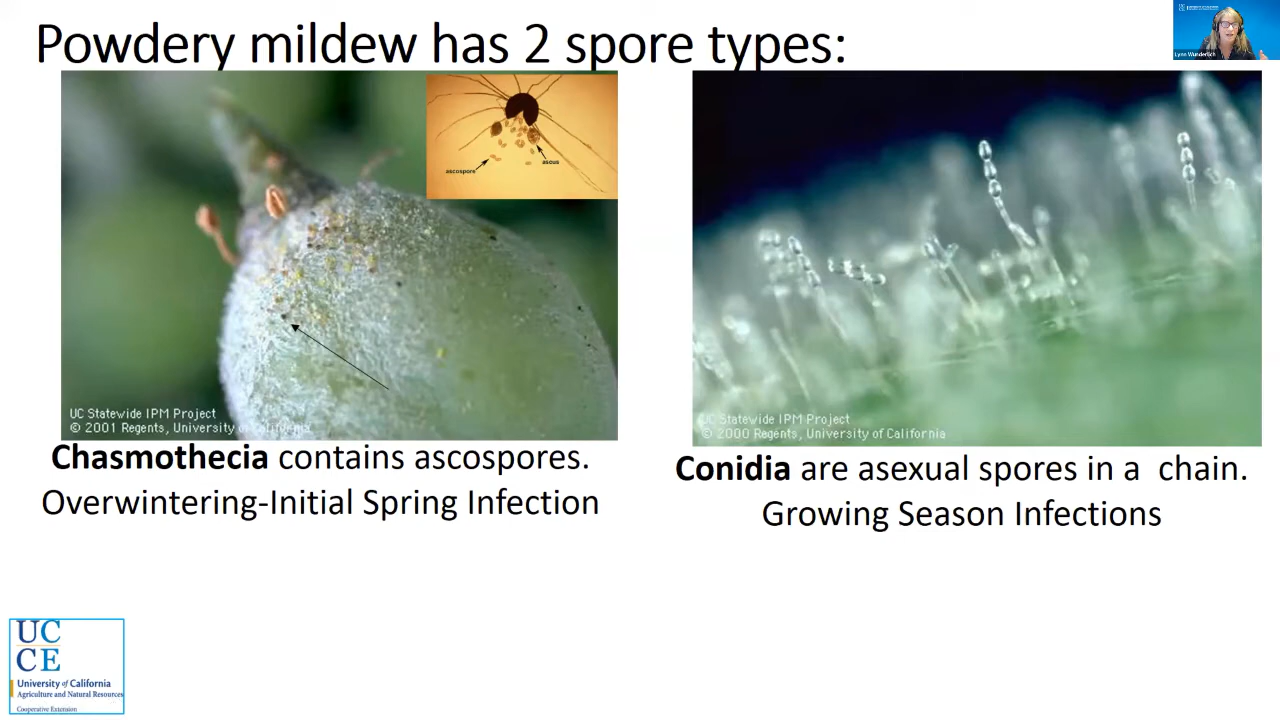 Powdery mildew has 2 spore types:
Lynn Wunderlich
ascospore
ascus
UC Statewide IPM Project
© 2001 Regents, University of California
Chasmothecia contains ascospores.
Overwintering-Initial Spring Infection
UC Statewide IPM Project
© 2000 Regents, University of California
Conidia are asexual spores in a  chain.
Growing Season Infections
UC
CE
University of California
Agriculture and Natural Resources
Cooperative Extension